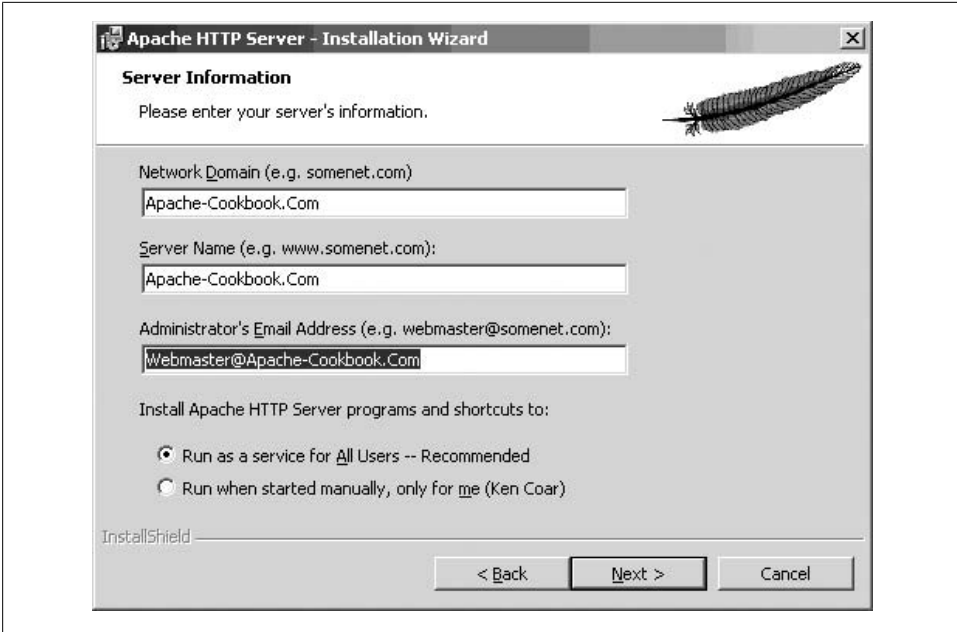 Apache HTTP Server - Installation Wizard
Server Information
Please enter your server's information.
Network Domain (e.g. somenet.com)
Apache-Cookbook.Com
Server Name (e.g. www.somenet.com):
Apache-Cookbook.Com
Administrator's Email Address (e.g. webmaster@somenet.com):
Webmaster@Apache-Cookbook.Com
Install Apache HTTP Server programs and shortcuts to:
Run as a service for All Users -- Recommended
Run when started manually, only for me (Ken Coar)
InstallShield
< Back
Next >
Cancel